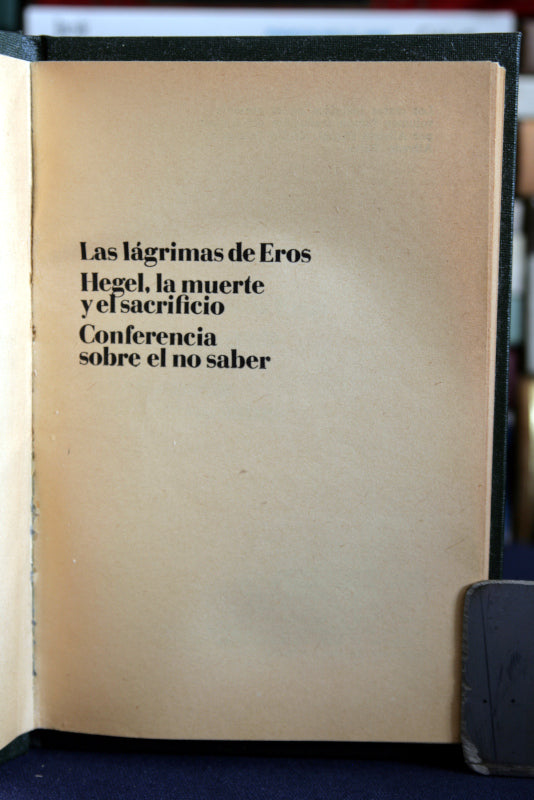 Las lágrimas de Eros
Hegel, la muerte
y el sacrificio
Conferencia
sobre el no saber